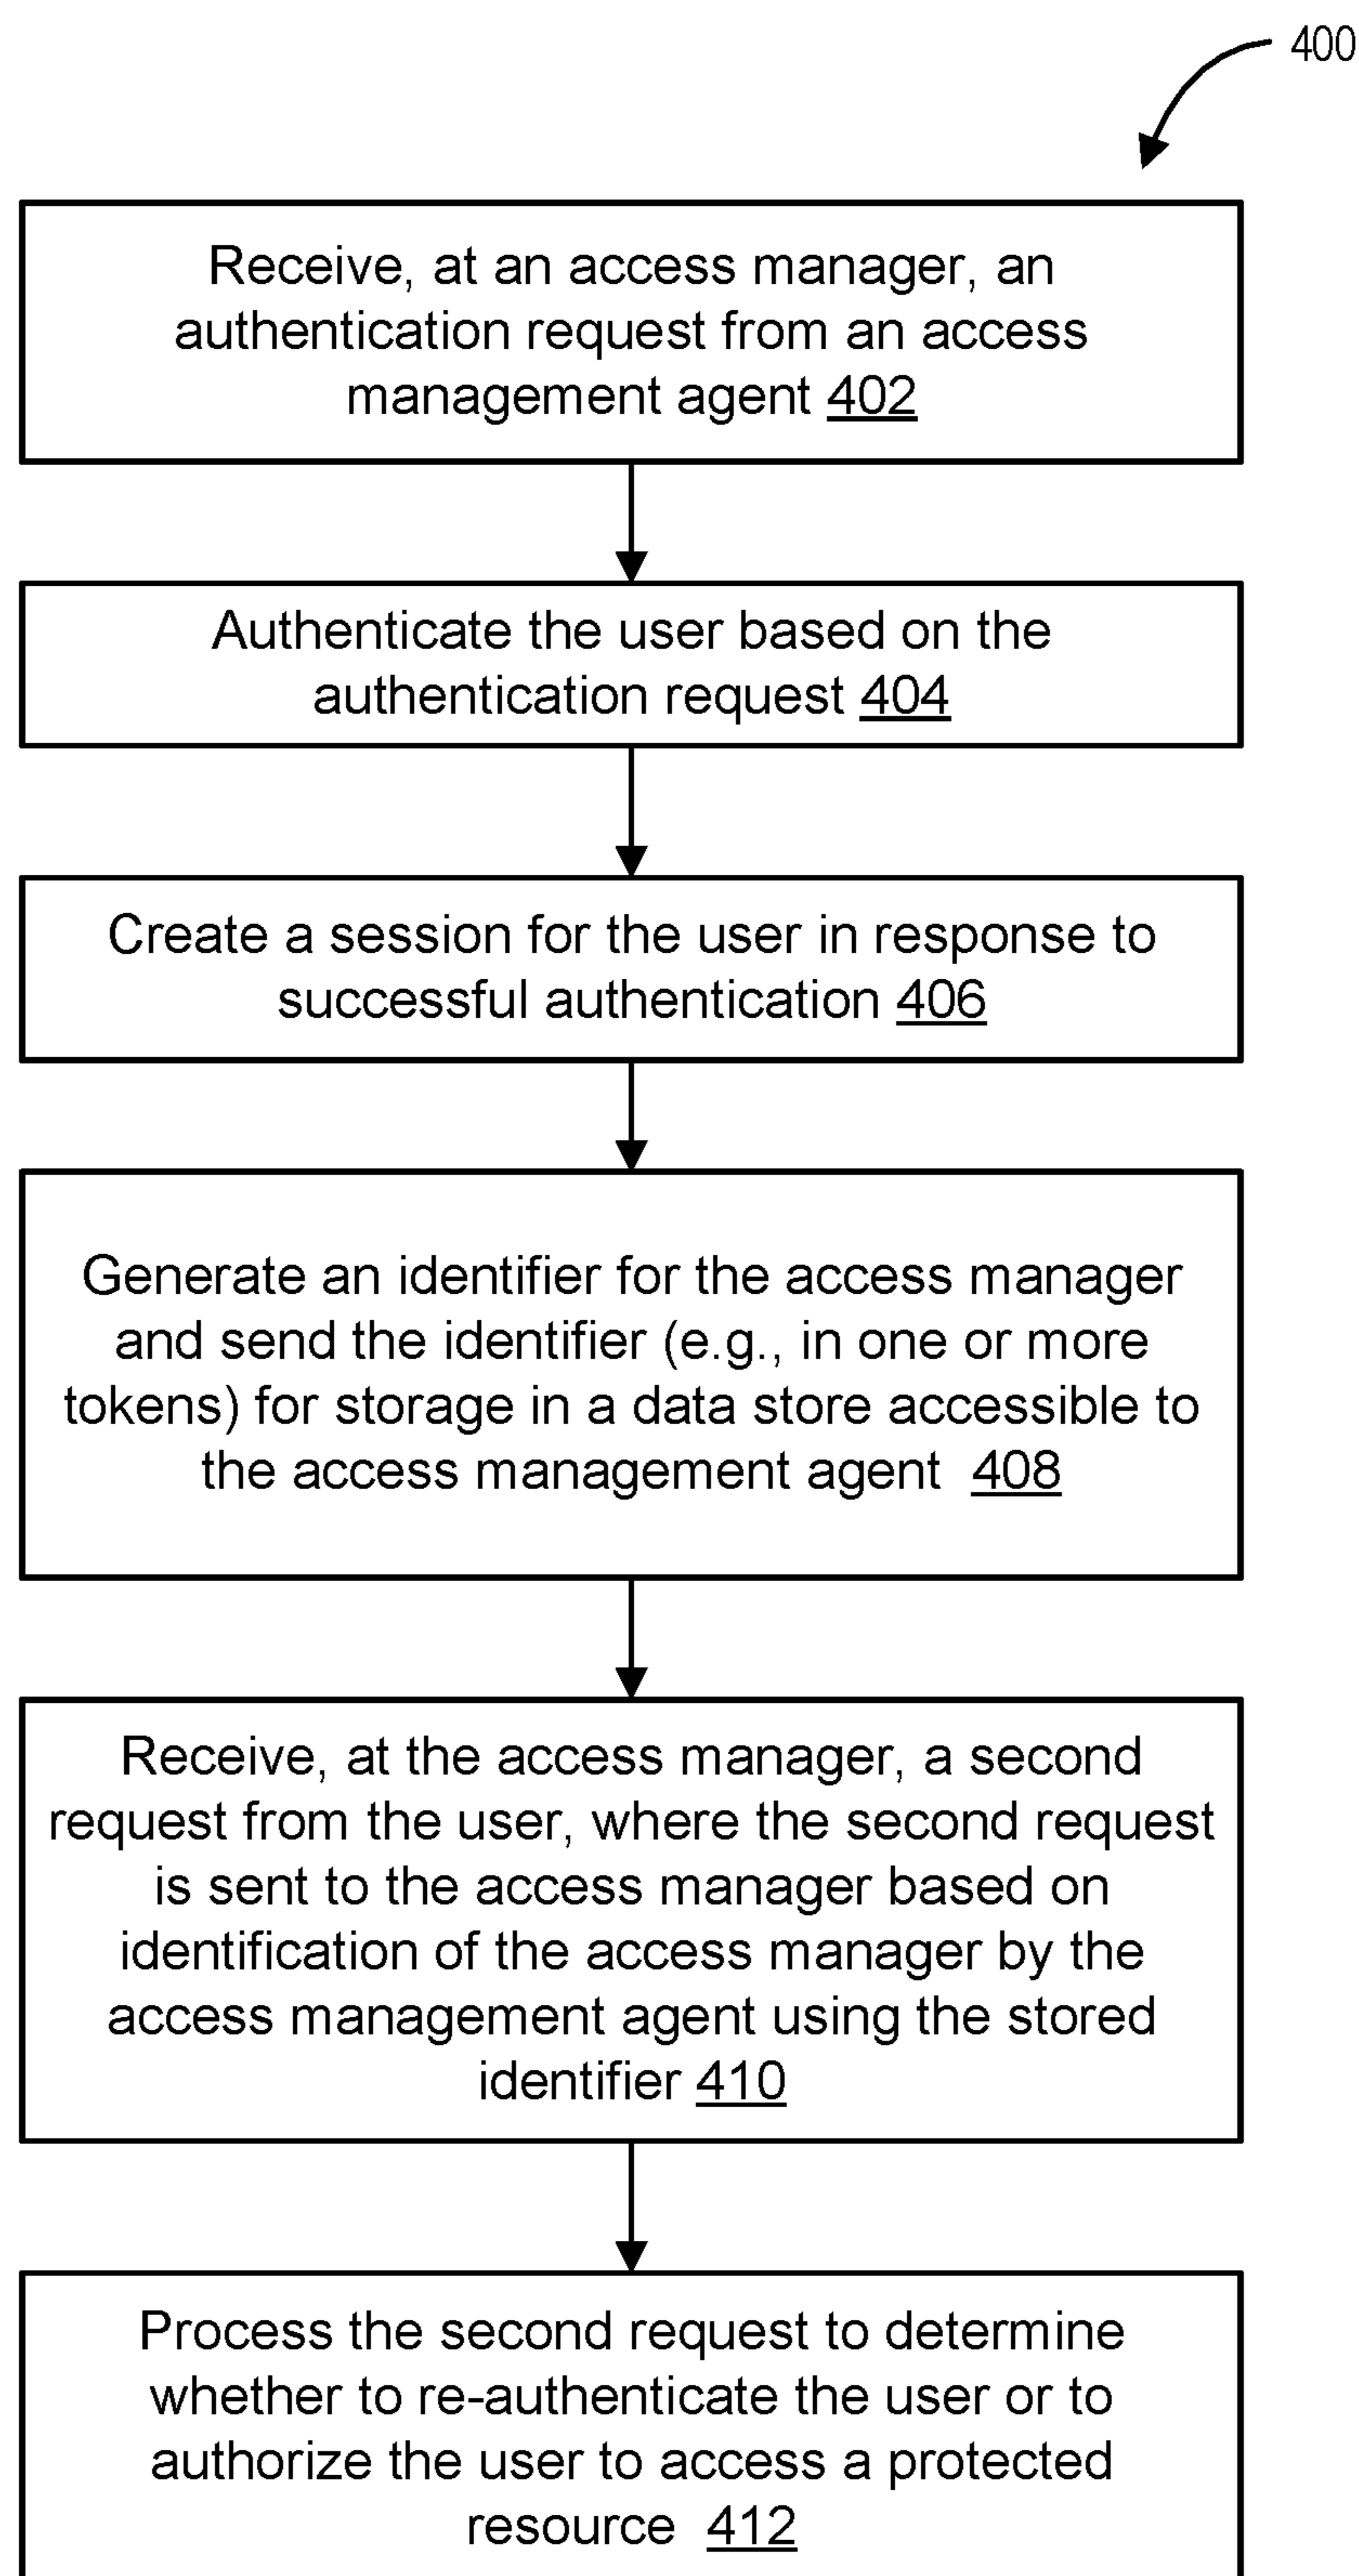 400
Receive, at an access manager, an
authentication request from an access
management agent 402
Authenticate the user based on the
authentication request 404
Create a session for the user in response to
successful authentication 406
Generate an identifier for the access manager
and send the identifier (e.g., in one or more
tokens) for storage in a data store accessible to
the access management agent 408
Receive, at the access manager, a second
request from the user, where the second request
is sent to the access manager based on
identification of the access manager by the
access management agent using the stored
identifier 410
Process the second request to determine
whether to re-authenticate the user or to
authorize the user to access a protected
resource 412